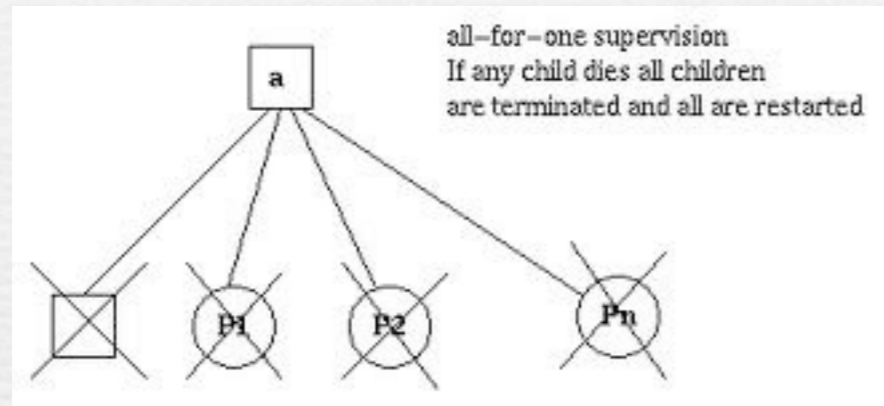 all-for-one supervision
If any child dies all children
are terminated and all are restarted
a
P1
P2
Pn